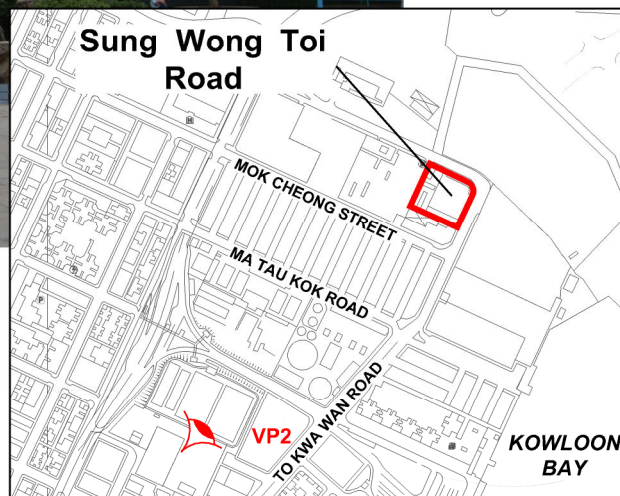 Sung Wong Toi
Road
MOK CHEONG STREET
MA TAU KOK ROAD
TO KWA WAN ROAD
VP2
KOWLOON
BAY
H
P